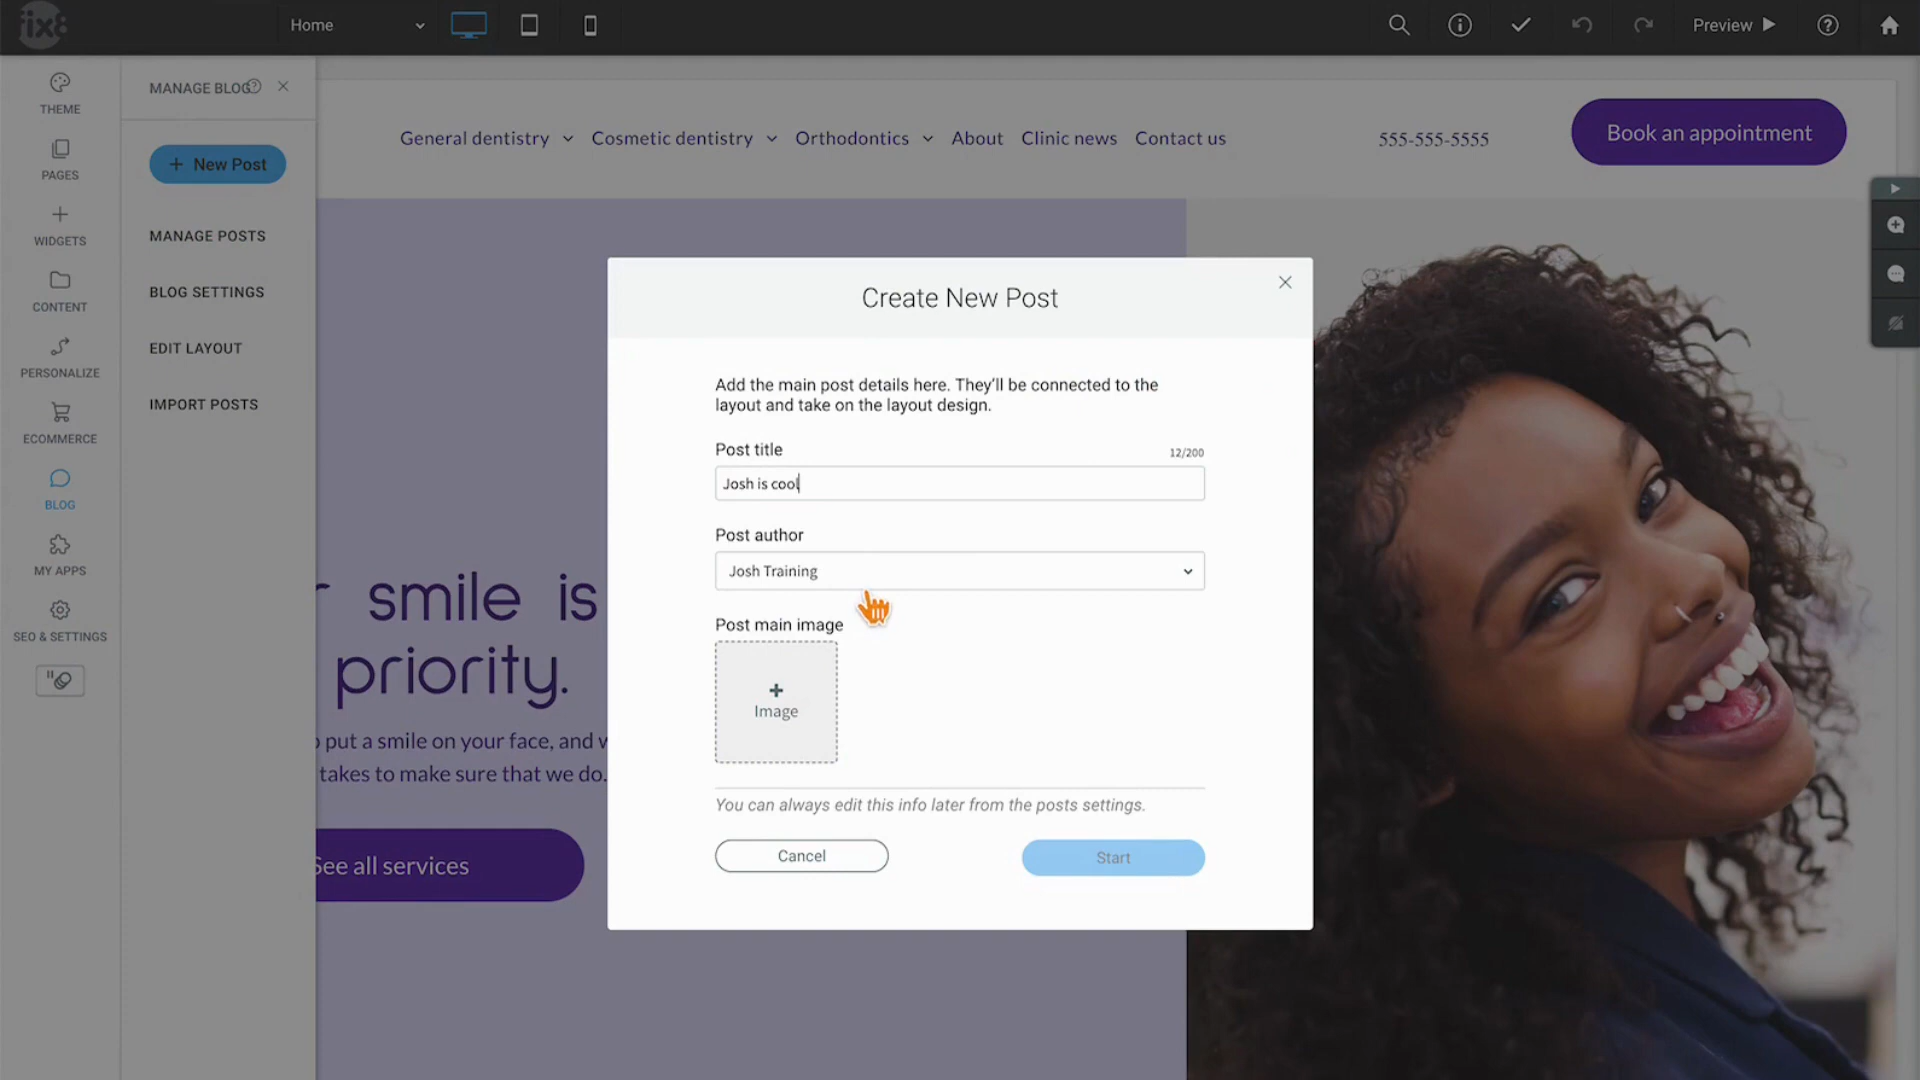 fix8
Home
Preview
THEME
PAGES
WIDGETS
CONTENT
PERSONALIZE
ECOMMERCE
BLOG
MY APPS
SEO & SETTINGS
MANAGE BLOG
+ New Post
MANAGE POSTS
BLOG SETTINGS
EDIT LAYOUT
IMPORT POSTS
General dentistry Cosmetic dentistry Orthodontics About Clinic news Contact us
555-555-5555
Book an appointment
smile is
priority.
put a smile on your face, and
takes to make sure that we do.
See all services
Create New Post
Add the main post details here. They'll be connected to the
layout and take on the layout design.
Post title
12/200
Josh is cool
Post author
Josh Training
Post main image
+
Image
You can always edit this info later from the posts settings.
Cancel
Start